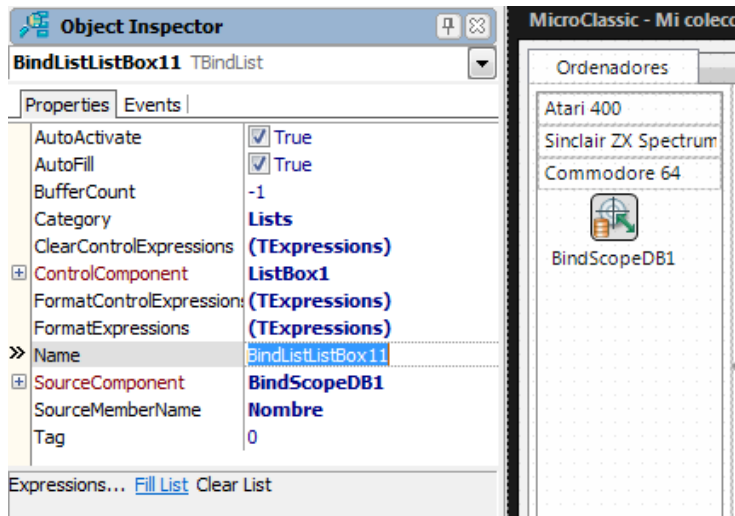 Object Inspector
BindListListBox11 TBindList
Properties Events
AutoActivate True
AutoFill True
BufferCount -1
Category Lists
ClearControlExpressions (TExpressions)
ControlComponent ListBox1
FormatControlExpression (TExpressions)
FormatExpressions (TExpressions)
Name BindListListBox11
SourceComponent BindScopeDB1
SourceMemberName Nombre
Tag 0
Expressions... Fill List Clear List
MicroClassic - Mi colecc
Ordenadores
Atari 400
Sinclair ZX Spectrum
Commodore 64
BindScopeDB1